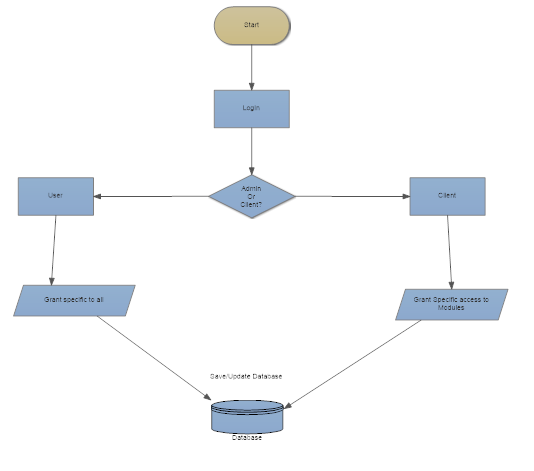 Start
Login
Admin
Or
Client?
User
Client
Grant specific to all
Grant Specific access to
Modules
Save/Update Database
Database